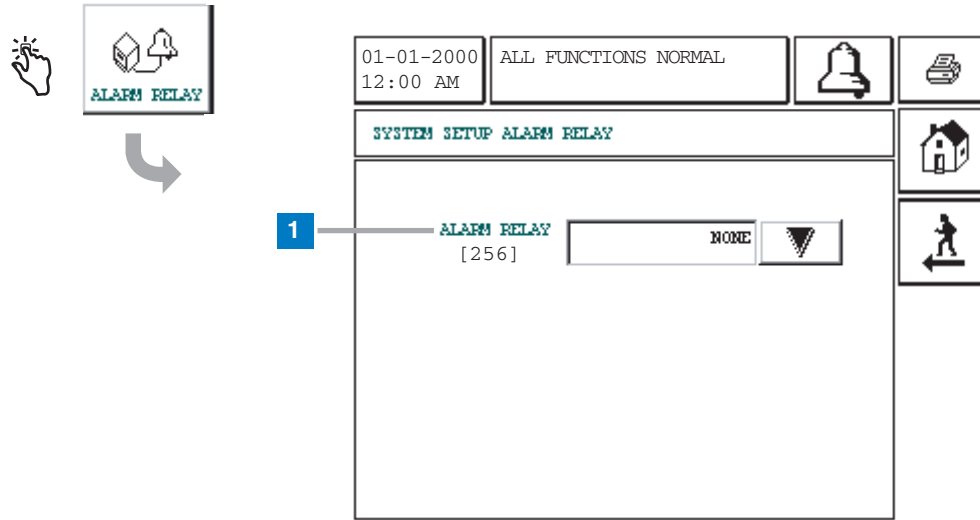 ALARM RELAY
01-01-2000
12:00 AM
ALL FUNCTIONS NORMAL
SYSTEM SETUP ALARM RELAY
1
ALARM RELAY
[256]
NONE